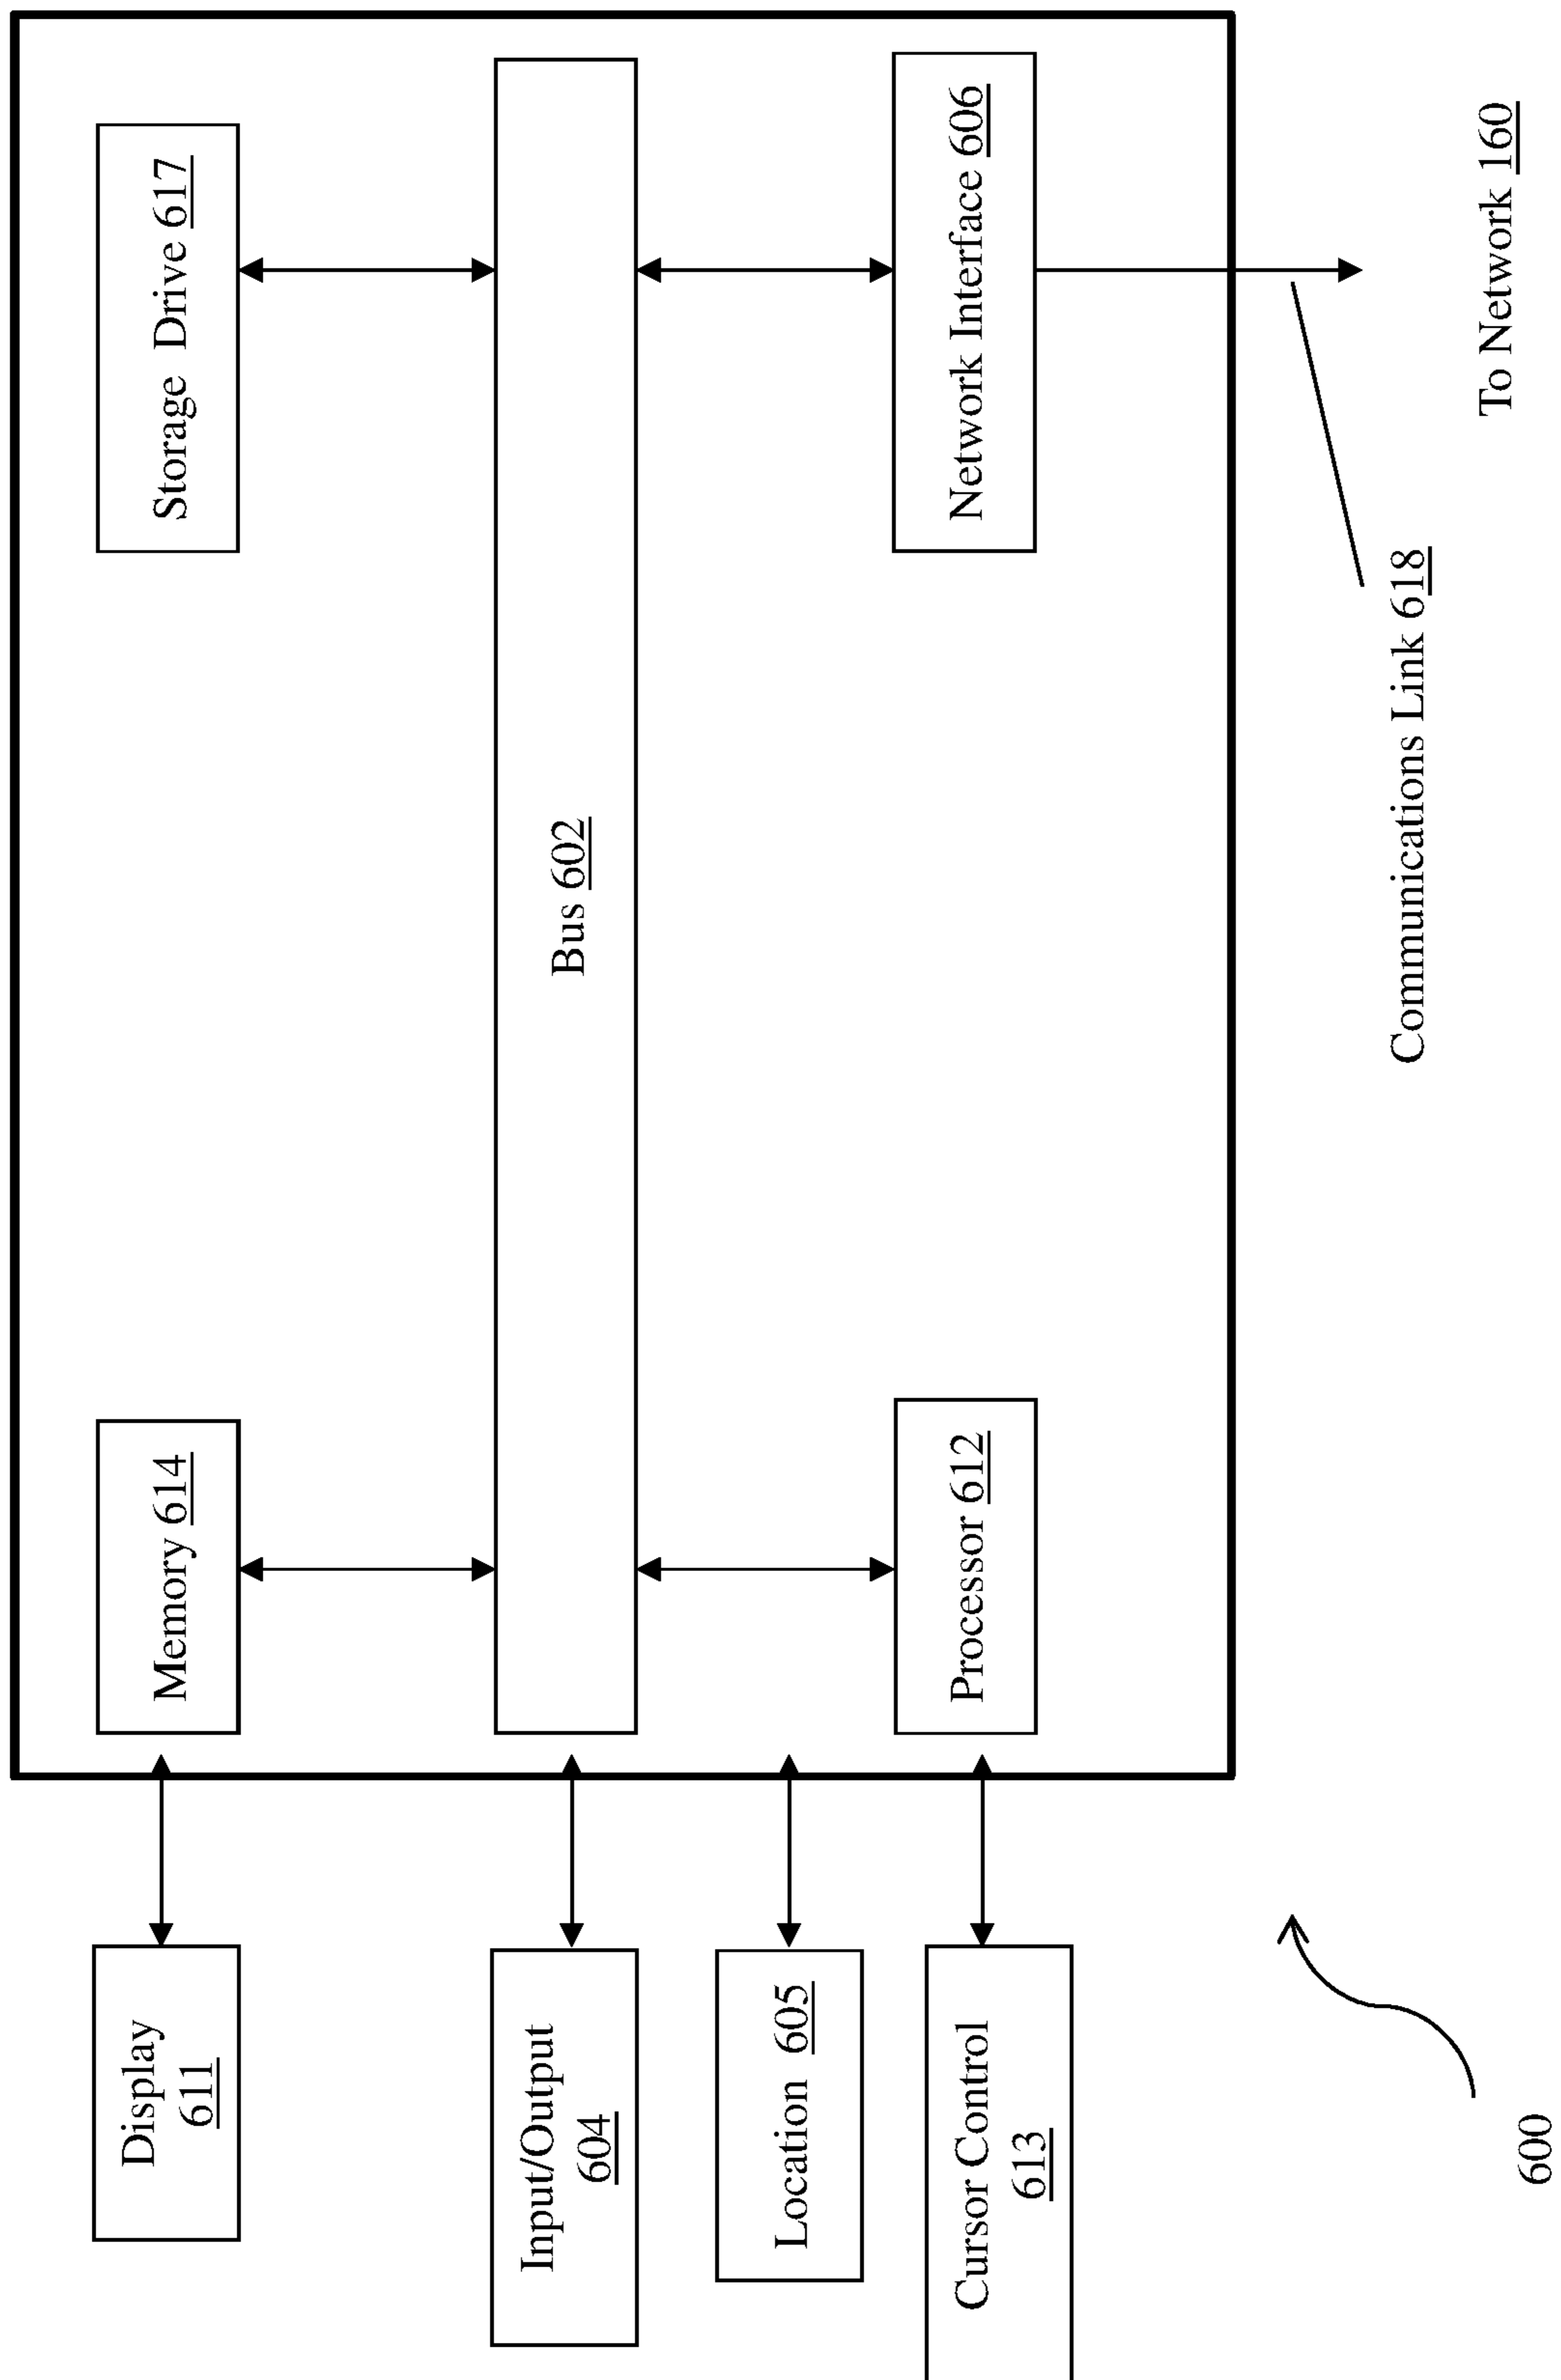 Display
611
Memory 614
Storage Drive 617
Input/Output
604
Bus 602
Location 605
Cursor Control
613
Processor 612
Network Interface 606
Communications Link 618
To Network 160
600